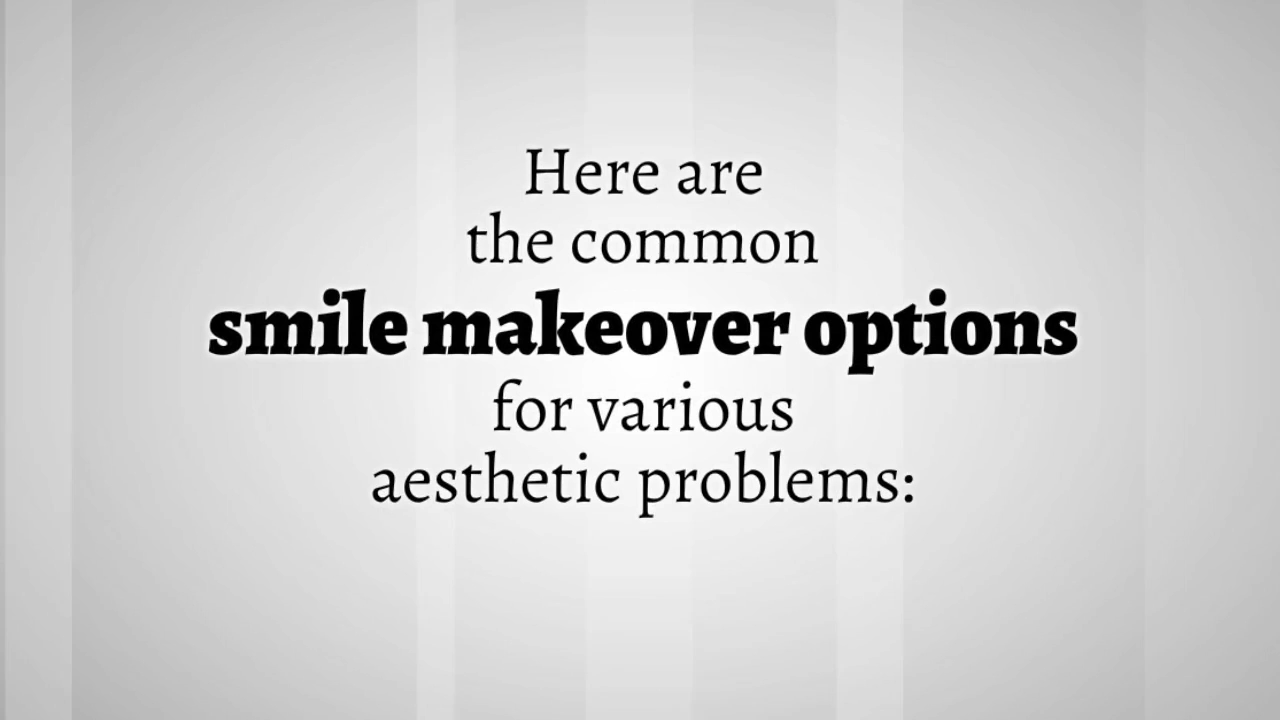 Here are
the common
smile makeover options
for various
aesthetic problems: